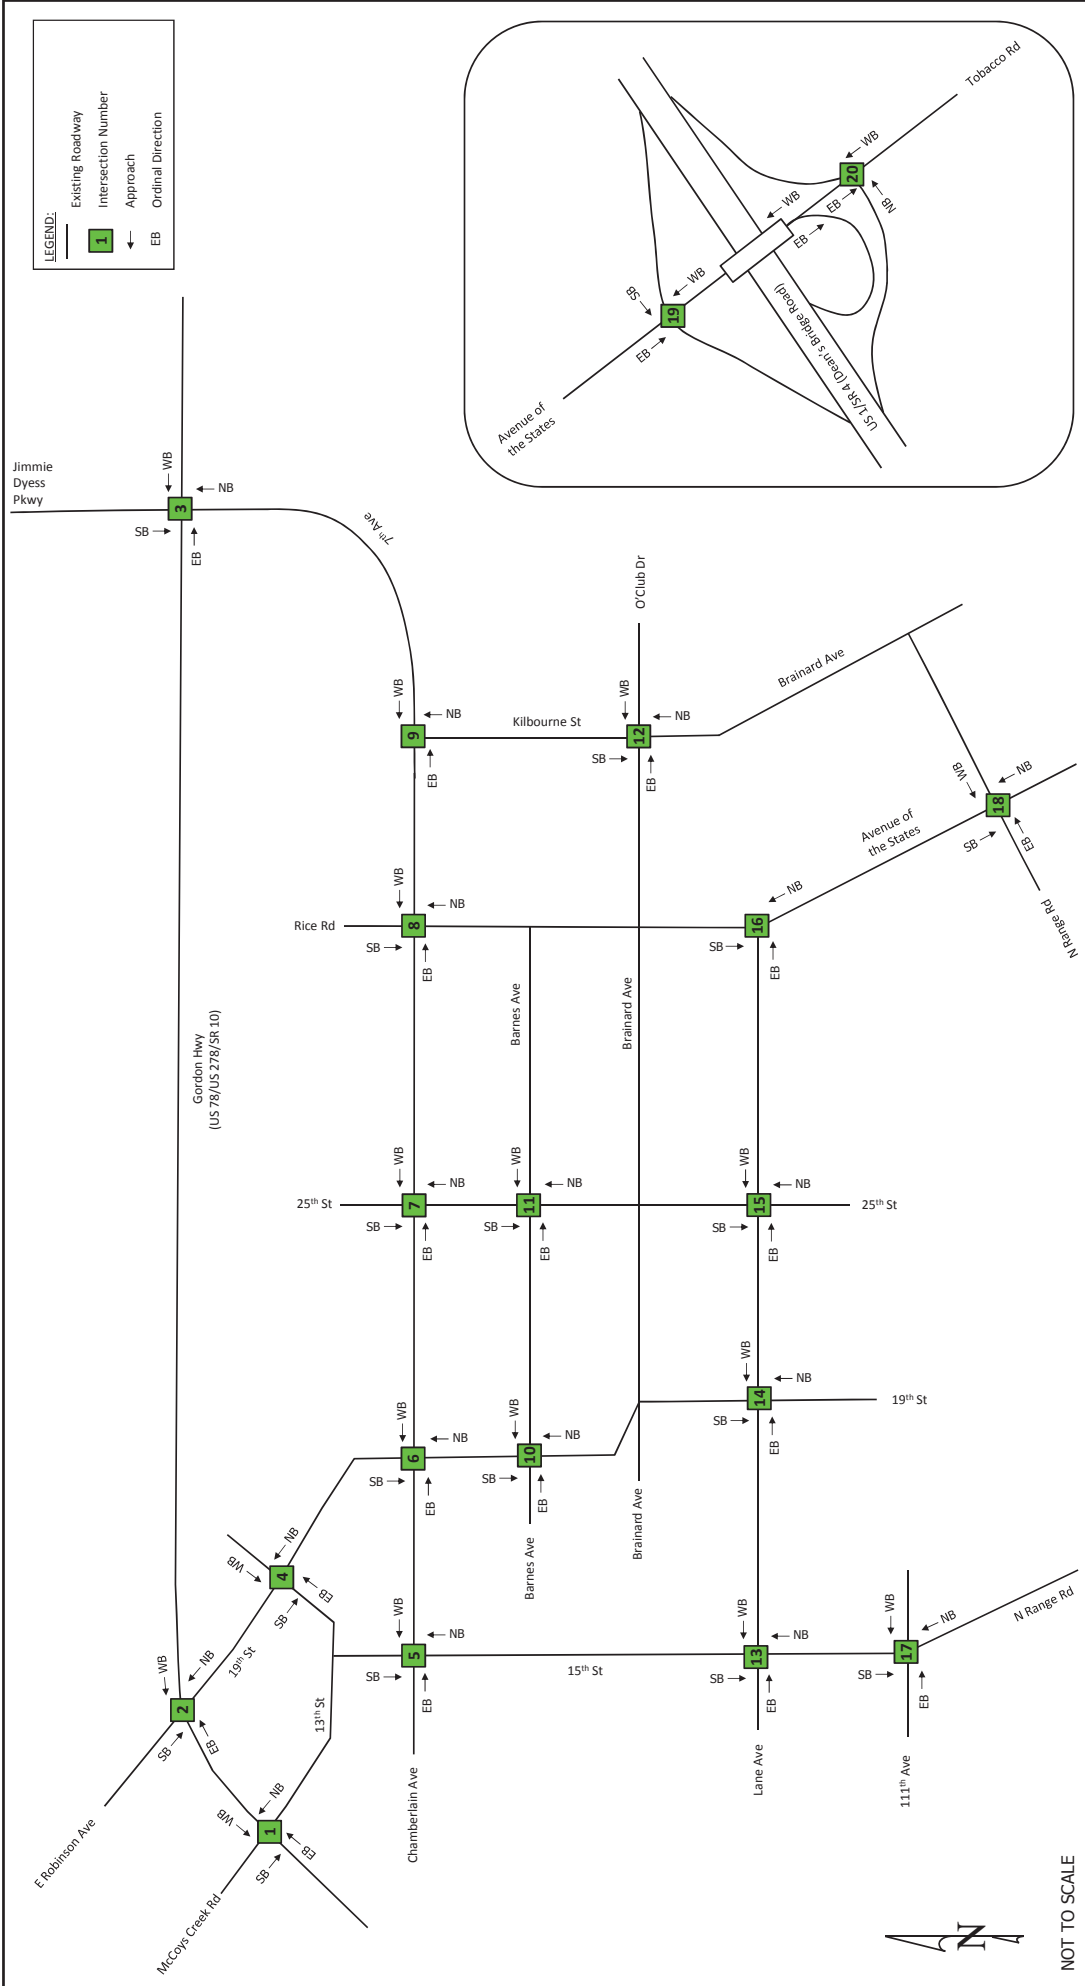 LEGEND:
Existing Roadway
1
Intersection Number
Approach
EB
Ordinal Direction
E Robinson Ave
McCoys Creek Rd
1
SB
WB
NB
EB
2
SB
WB
NB
EB
19th St
13th St
4
WB
NB
SB
EB
Gordon Hwy
(US 78/US 278/SR 10)
Jimmie
Dyess
Pkwy
3
SB
WB
NB
EB
7th Ave
Chamberlain Ave
5
SB
WB
NB
EB
6
SB
WB
NB
EB
25th St
7
SB
WB
NB
EB
Rice Rd
8
SB
WB
NB
EB
9
WB
NB
EB
Kilbourne St
Barnes Ave
10
SB
WB
NB
EB
11
SB
WB
NB
EB
Barnes Ave
Brainard Ave
Brainard Ave
12
SB
WB
NB
EB
O'Club Dr
Brainard Ave
15th St
Lane Ave
13
SB
WB
NB
EB
14
SB
WB
NB
EB
19th St
15
SB
WB
NB
EB
25th St
16
SB
NB
EB
Avenue of
the States
111th Ave
17
SB
WB
NB
EB
N Range Rd
18
SB
WB
NB
EB
N Range Rd
Avenue of
the States
19
SB
WB
EB
US 1/SR 4 (Dean's Bridge Road)
WB
EB
EB
20
WB
NB
Tobacco Rd
N
NOT TO SCALE